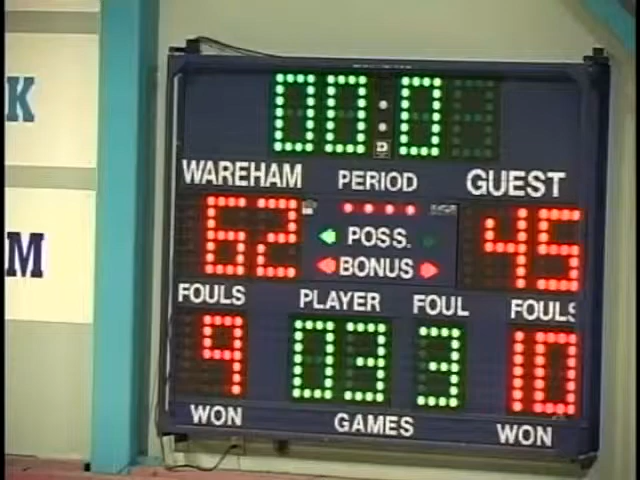 K
00:0
WAREHAM PERIOD GUEST
62 45
POSS.
M
BONUS
FOULS PLAYER FOUL FOULS
9 03 3 10
WON GAMES WON